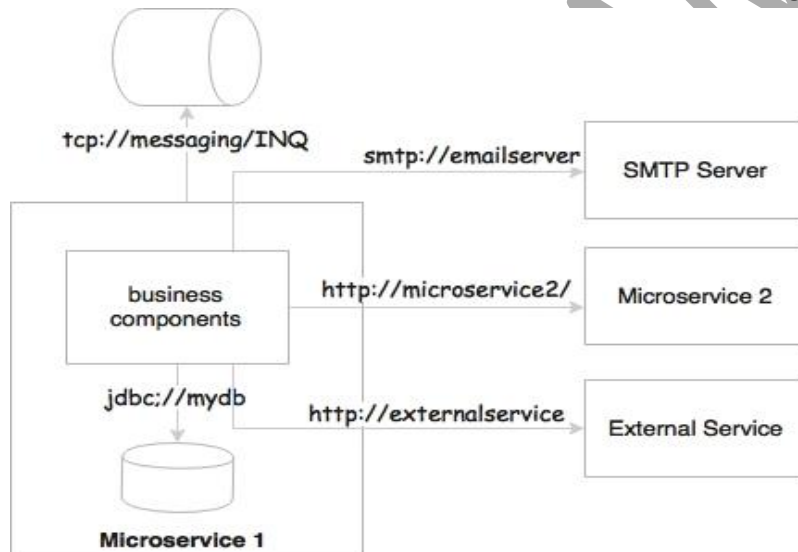 tcp://messaging/INQ
smtp://emailserver
SMTP Server
business
components
http://microservice2/
Microservice 2
jdbc;//mydb
http://externalservice
External Service
Microservice 1